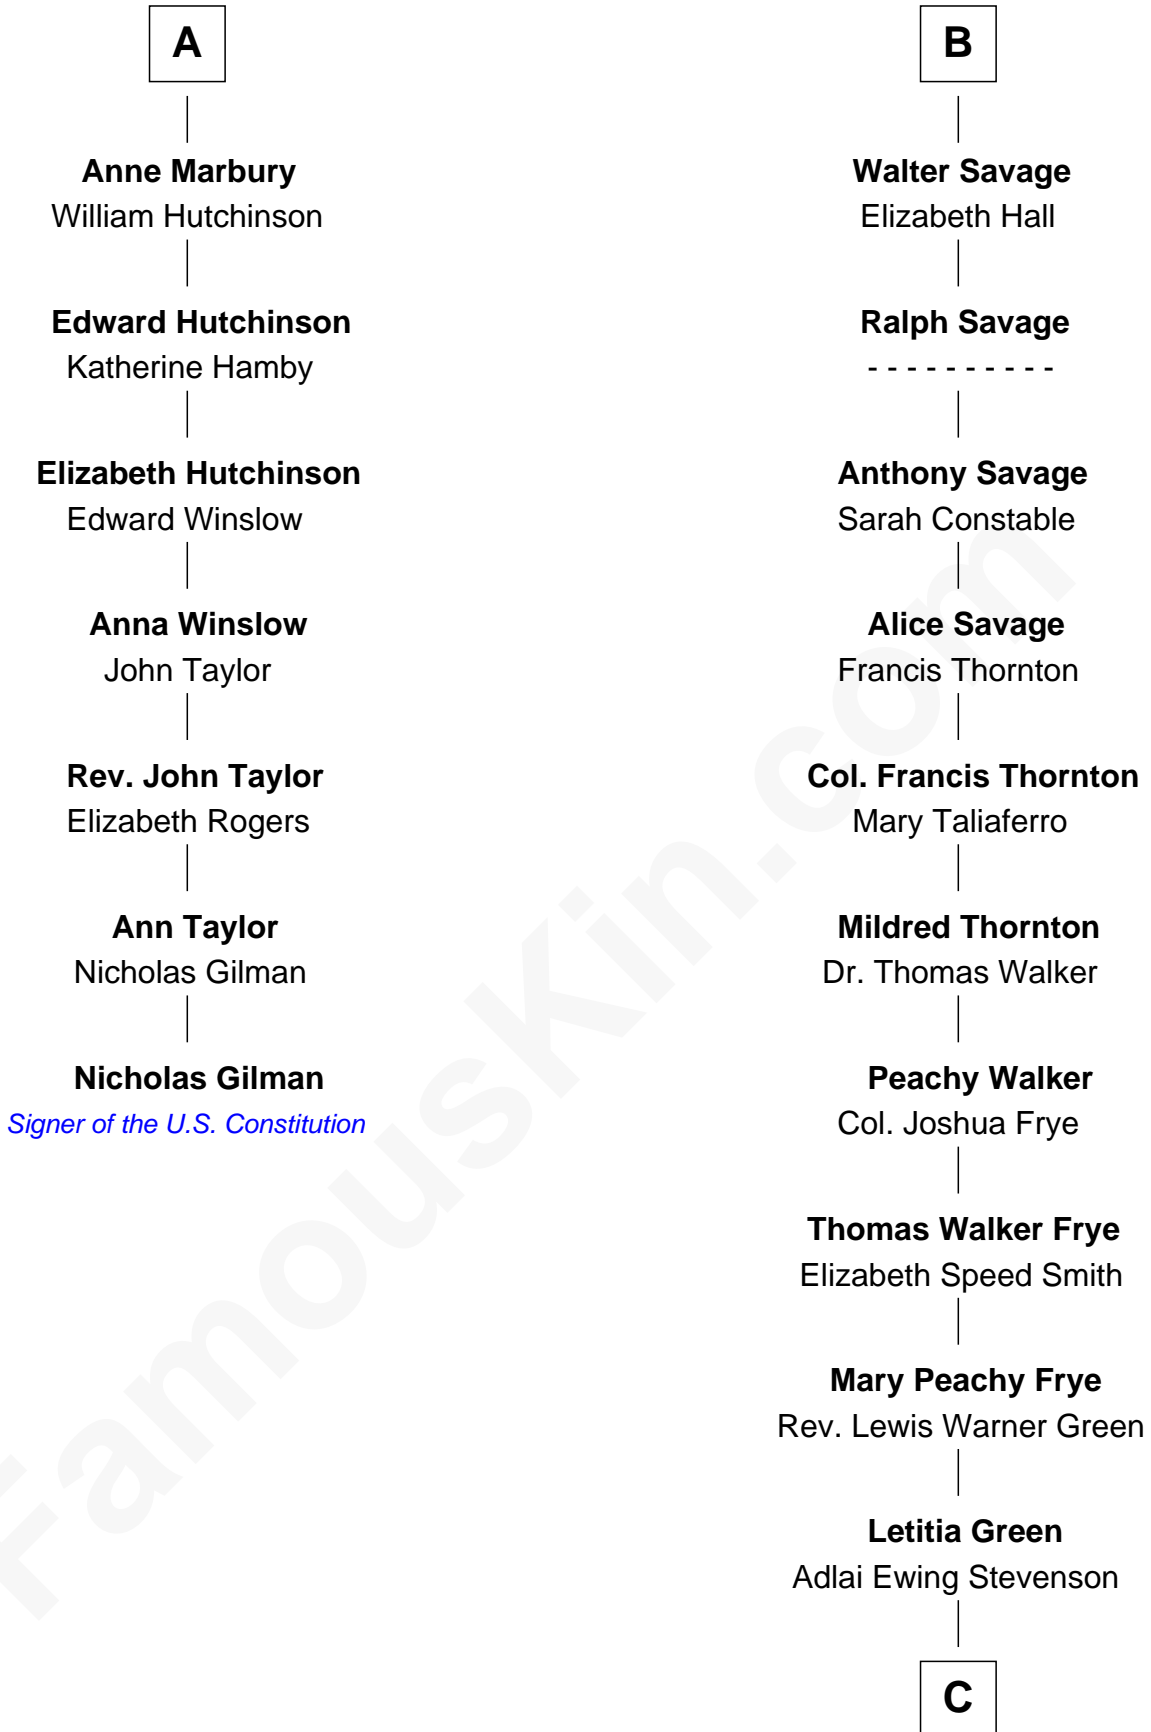 A
Anne Marbury
William Hutchinson
Edward Hutchinson
Katherine Hamby
Elizabeth Hutchinson
Edward Winslow
Anna Winslow
John Taylor
Rev. John Taylor
Elizabeth Rogers
Ann Taylor
Nicholas Gilman
Nicholas Gilman
Signer of the U.S. Constitution
B
Walter Savage
Elizabeth Hall
Ralph Savage
- - - - - - - - - -
Anthony Savage
Sarah Constable
Alice Savage
Francis Thornton
Col. Francis Thornton
Mary Taliaferro
Mildred Thornton
Dr. Thomas Walker
Peachy Walker
Col. Joshua Frye
Thomas Walker Frye
Elizabeth Speed Smith
Mary Peachy Frye
Rev. Lewis Warner Green
Letitia Green
Adlai Ewing Stevenson
C
FamousKin.com